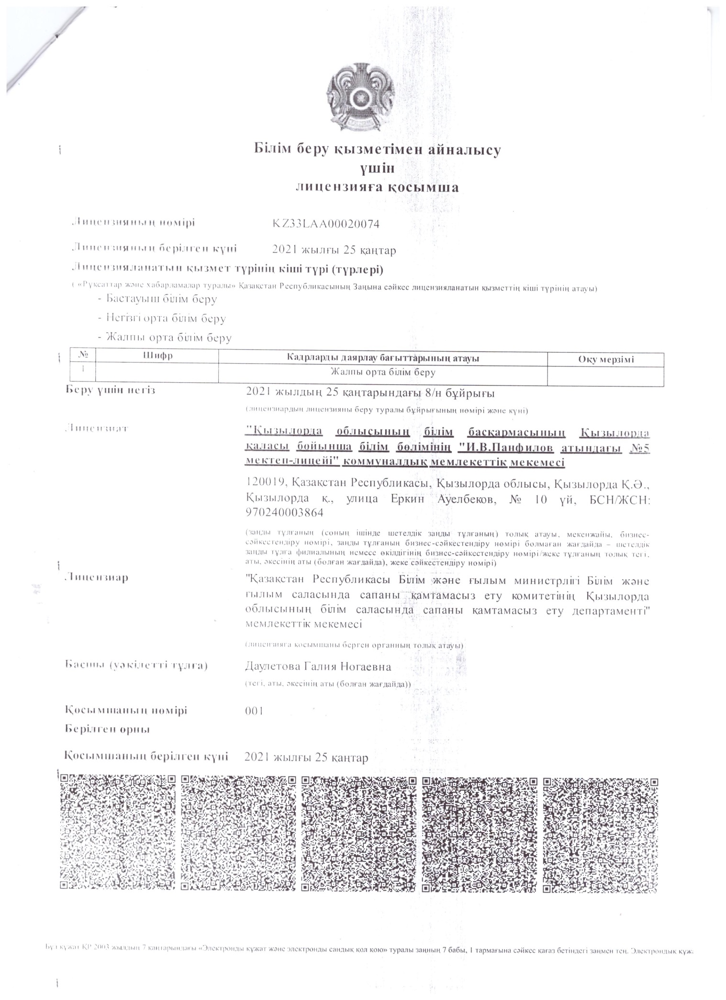 Білім беру қызметімен айналысу
үшін
лицензияға қосымша
Лицензияның нөмірі KZ33LAA00020074
Лицензияның берілген күні 2021 жылғы 25 қаңтар
Лицензияланатын қызмет түрінің кіші түрі (түрлері)
( «Рұқсаттар және хабарламалар туралы» Қазақстан Республикасының Заңына сәйкес лицензияланатын қызметтің кіші түрінің атауы)
- Бастауыш білім беру
- Негізгі орта білім беру
- Жалпы орта білім беру
№ Шифр Кадрларды даярлау бағыттарының атауы Оқу мерзімі
1 Жалпы орта білім беру
Беру үшін негіз 2021 жылдың 25 қаңтарындағы 8/н бұйрығы
(лицензиардың лицензияны беру туралы бұйрығының нөмірі және күні)
Лицензиат "Қызылорда облысының білім басқармасының Қызылорда
қаласы бойынша білім бөлімінің "И.В.Панфилов атындағы №5
мектеп-лицейі" коммуналдық мемлекеттік мекемесі
120019, Қазақстан Республикасы, Қызылорда облысы, Қызылорда Қ.Ә.,
Қызылорда қ., улица Еркин Ауелбеков, № 10 үй, БСН/ЖСН:
970240003864
(заңды тұлғаның (соның ішінде шетелдік заңды тұлғаның) толық атауы, мекенжайы, бизнес-
сәйкестендіру нөмірі, заңды тұлғаның бизнес-сәйкестендіру нөмірі болмаған жағдайда – шетелдік
заңды тұлға филиалының немесе өкілдігінің бизнес-сәйкестендіру нөмірі/жеке тұлғаның толық тегі,
аты, әкесінің аты (болған жағдайда), жеке сәйкестендіру нөмірі)
Лицензиар "Қазақстан Республикасы Білім және ғылым министрлігі Білім және
ғылым саласында сапаны қамтамасыз ету комитетінің Қызылорда
облысының білім саласында сапаны қамтамасыз ету департаменті"
мемлекеттік мекемесі
(лицензияға қосымшаны берген органның толық атауы)
Басшы (уәкілетті тұлға) Даулетова Галия Ногаевна
(тегі, аты, әкесінің аты (болған жағдайда))
Қосымшаның нөмірі 001
Берілген орны
Қосымшаның берілген күні 2021 жылғы 25 қаңтар
Бұл құжат ҚР 2003 жылдың 7 қаңтарындағы «Электронды құжат және электронды сандық қол қою» туралы заңның 7 бабы, 1 тармағына сәйкес қағаз бетіндегі заңмен тең. Электрондық құжа